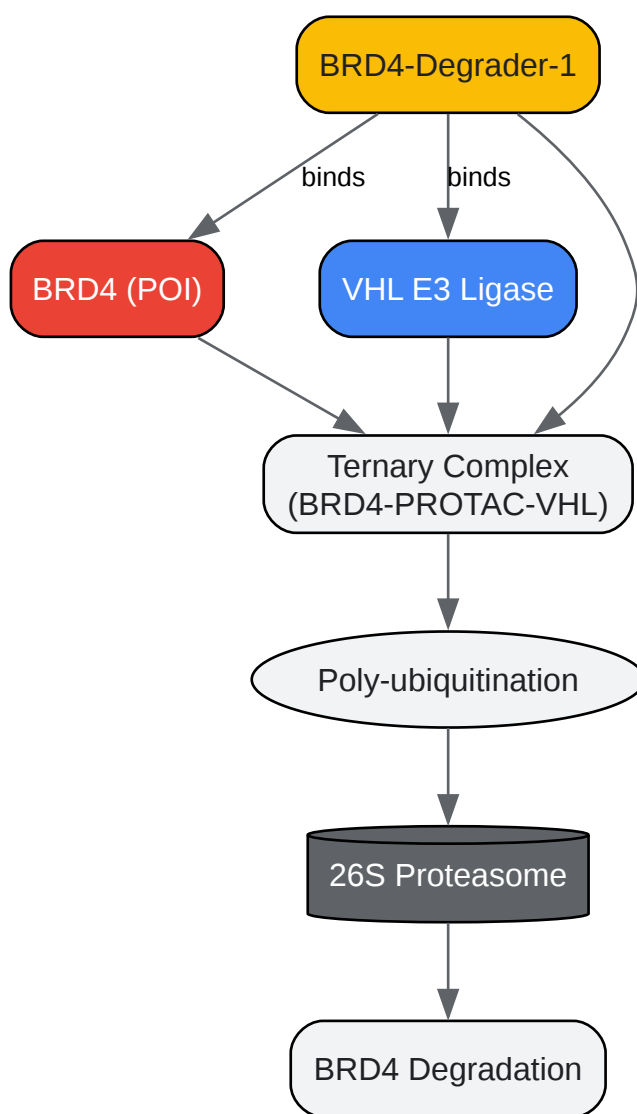 BRD4-Degrader-1
binds
binds
BRD4 (POI)
VHL E3 Ligase
Ternary Complex
(BRD4-PROTAC-VHL)
Poly-ubiquitination
26S Proteasome
BRD4 Degradation